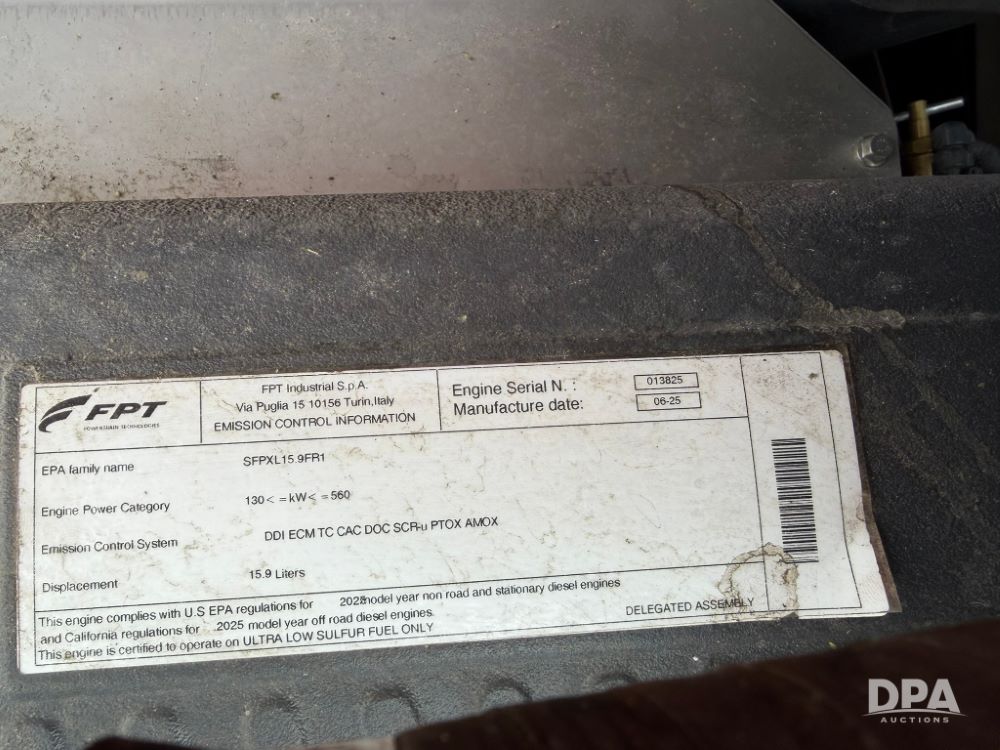 FPT
POWERTRAIN TECHNOLOGIES
FPT Industrial S.p.A.
Via Puglia 15 10156 Turin,Italy
EMISSION CONTROL INFORMATION
Engine Serial N. : 013825
Manufacture date: 06-25
EPA family name SFPXL15.9FR1
Engine Power Category 130< =kW< =560
Emission Control System DDI ECM TC CAC DOC SCR-u PTOX AMOX
Displacement 15.9 Liters
This engine complies with U.S EPA regulations for model year non road and stationary diesel engines
and California regulations for 2025 model year off road diesel engines.
This engine is certified to operate on ULTRA LOW SULFUR FUEL ONLY
DELEGATED ASSEMBLY
DPA
AUCTIONS